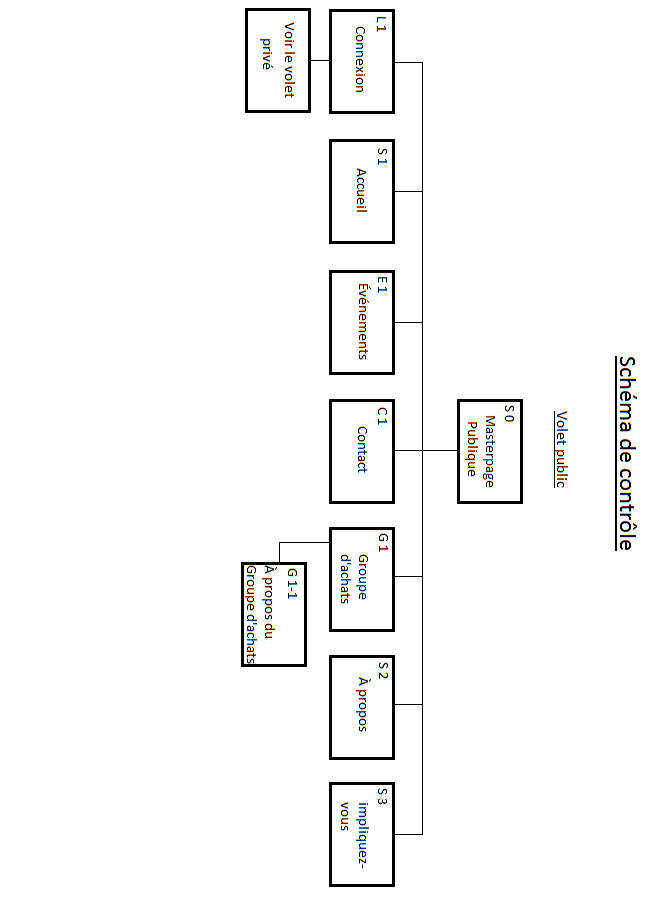 Schéma de contrôle
Volet public
S 0
Masterpage
Publique
L 1
Connexion
S 1
Accueil
E 1
Événements
C 1
Contact
G 1
Groupe
d'achats
S 2
À propos
S 3
impliquez-
vous
Voir le volet
privé
G 1-1
À propos du
Groupe d'achats